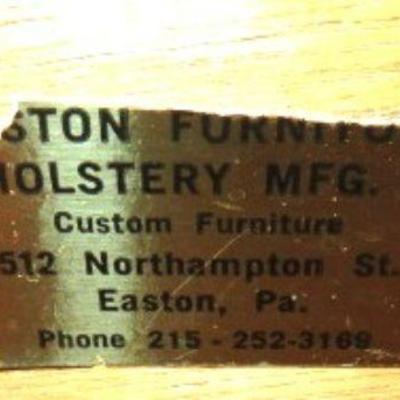 STON FURNITU
HOLSTERY MFG.
Custom Furniture
512 Northampton St.
Easton, Pa.
Phone 215 - 252-3169